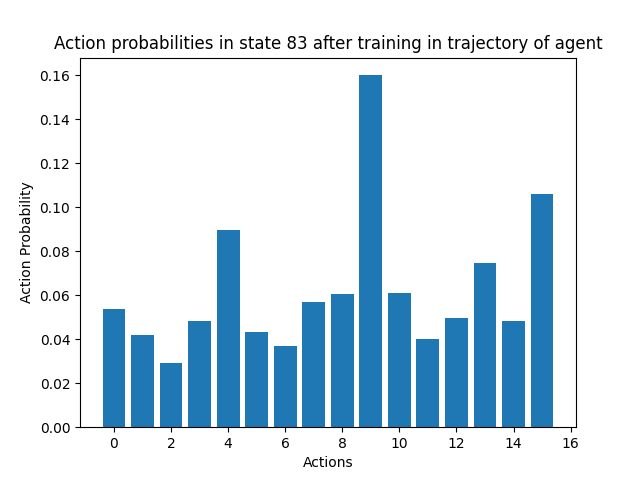 Action probabilities in state 83 after training in trajectory of agent
0.16
0.14
0.12
0.10
0.08
0.06
0.04
0.02
0.00
Action Probability
0 2 4 6 8 10 12 14 16
Actions